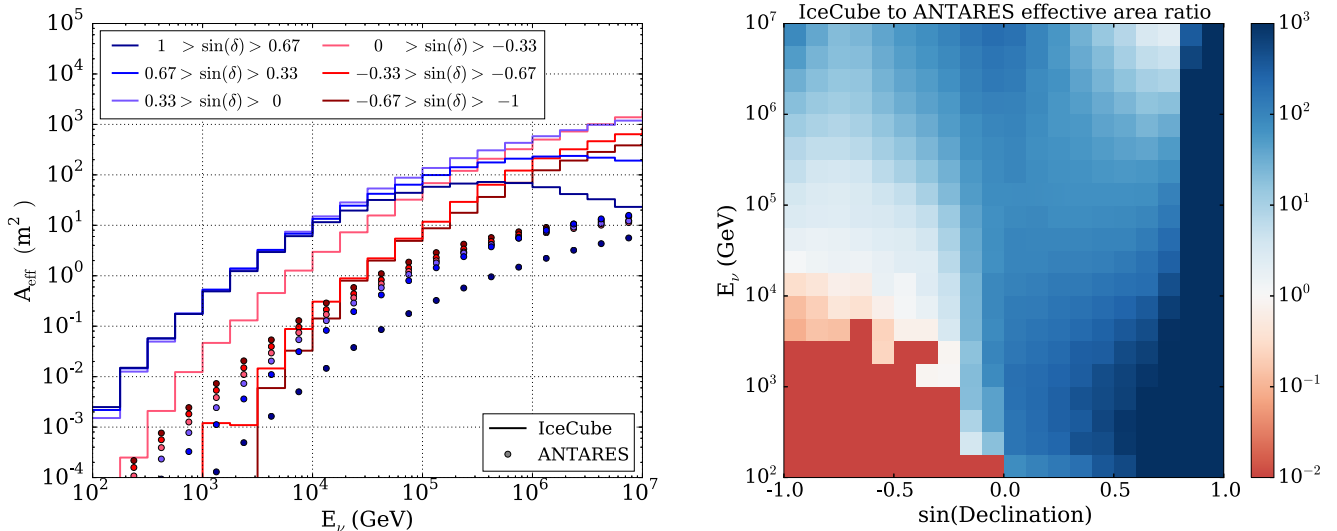 10^5
10^4
10^3
10^2
10^1
10^0
10^-1
10^-2
10^-3
10^-4
A_eff (m^2)
1 > sin(δ) > 0.67
0.67 > sin(δ) > 0.33
0.33 > sin(δ) > 0
0 > sin(δ) > −0.33
−0.33 > sin(δ) > −0.67
−0.67 > sin(δ) > −1
IceCube
ANTARES
10^2 10^3 10^4 10^5 10^6 10^7
E_ν (GeV)
IceCube to ANTARES effective area ratio
10^7
10^6
10^5
10^4
10^3
10^2
E_ν (GeV)
-1.0 -0.5 0.0 0.5 1.0
sin(Declination)
10^3
10^2
10^1
10^0
10^-1
10^-2